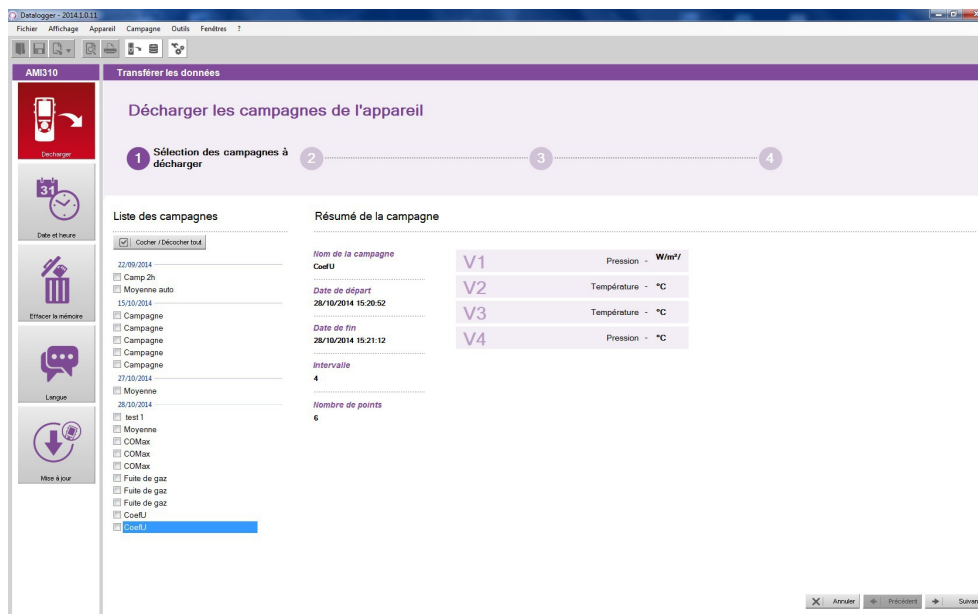 Datalogger - 2014.1.0.11
Fichier Affichage Appareil Campagne Outils Fenêtres ?
AMI310
Transférer les données
Décharger les campagnes de l'appareil
1 Sélection des campagnes à décharger 2 3 4
Decharger
31
Date et heure
Effacer la mémoire
Langue
Mise à jour
Liste des campagnes
Cocher / Décocher tout
22/09/2014
Camp 2h
Moyenne auto
15/10/2014
Campagne
Campagne
Campagne
Campagne
Campagne
27/10/2014
Moyenne
28/10/2014
test 1
Moyenne
COMax
COMax
COMax
Fuite de gaz
Fuite de gaz
Fuite de gaz
CoefU
CoefU
Résumé de la campagne
Nom de la campagne
CoefU
Date de départ
28/10/2014 15:20:52
Date de fin
28/10/2014 15:21:12
Intervalle
4
Nombre de points
6
V1 Pression - W/m²/
V2 Température - °C
V3 Température - °C
V4 Pression - °C
Annuler Précédent Suivan